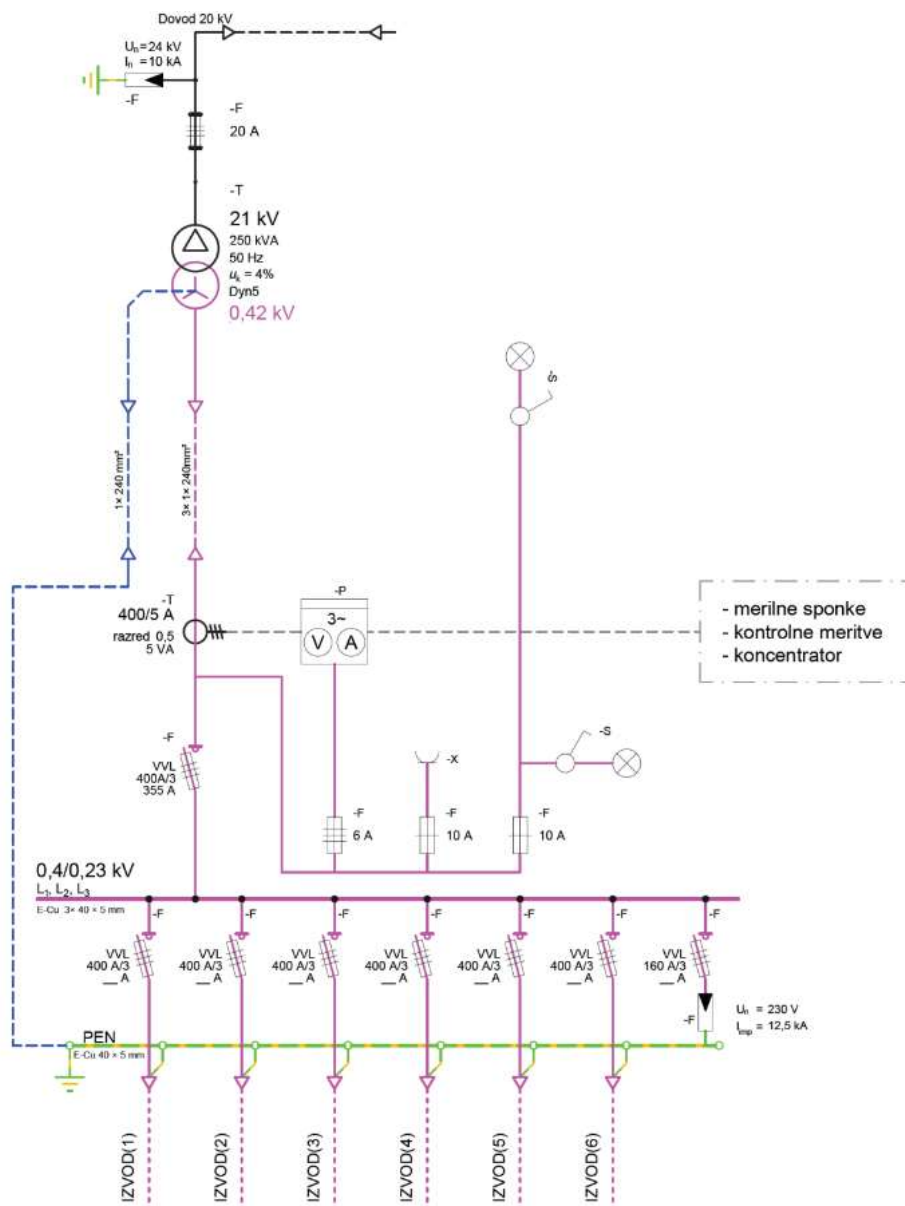 Dovod 20 kV
Uₙ = 24 kV
Iₙ = 10 kA
-F
-F
20 A
-T
21 kV
250 kVA
50 Hz
uₖ = 4%
Dyn5
0,42 kV
-S
1× 240 mm²
3× 1× 240mm²
-T
400/5 A
razred 0,5
5 VA
-P
3~
V A
- merilne sponke
- kontrolne meritve
- koncentrator
-F
VVL
400A/3
355 A
-S
-X
-F
6 A
-F
10 A
-F
10 A
0,4/0,23 kV
L₁, L₂, L₃
E-Cu 3× 40 × 5 mm
-F
VVL
400 A/3
__ A
-F
VVL
400 A/3
__ A
-F
VVL
400 A/3
__ A
-F
VVL
400 A/3
__ A
-F
VVL
400 A/3
__ A
-F
VVL
400 A/3
__ A
-F
VVL
160 A/3
__ A
-F
Uₙ = 230 V
Iᵢₘₚ = 12,5 kA
PEN
E-Cu 40 × 5 mm
IZVOD(1)
IZVOD(2)
IZVOD(3)
IZVOD(4)
IZVOD(5)
IZVOD(6)